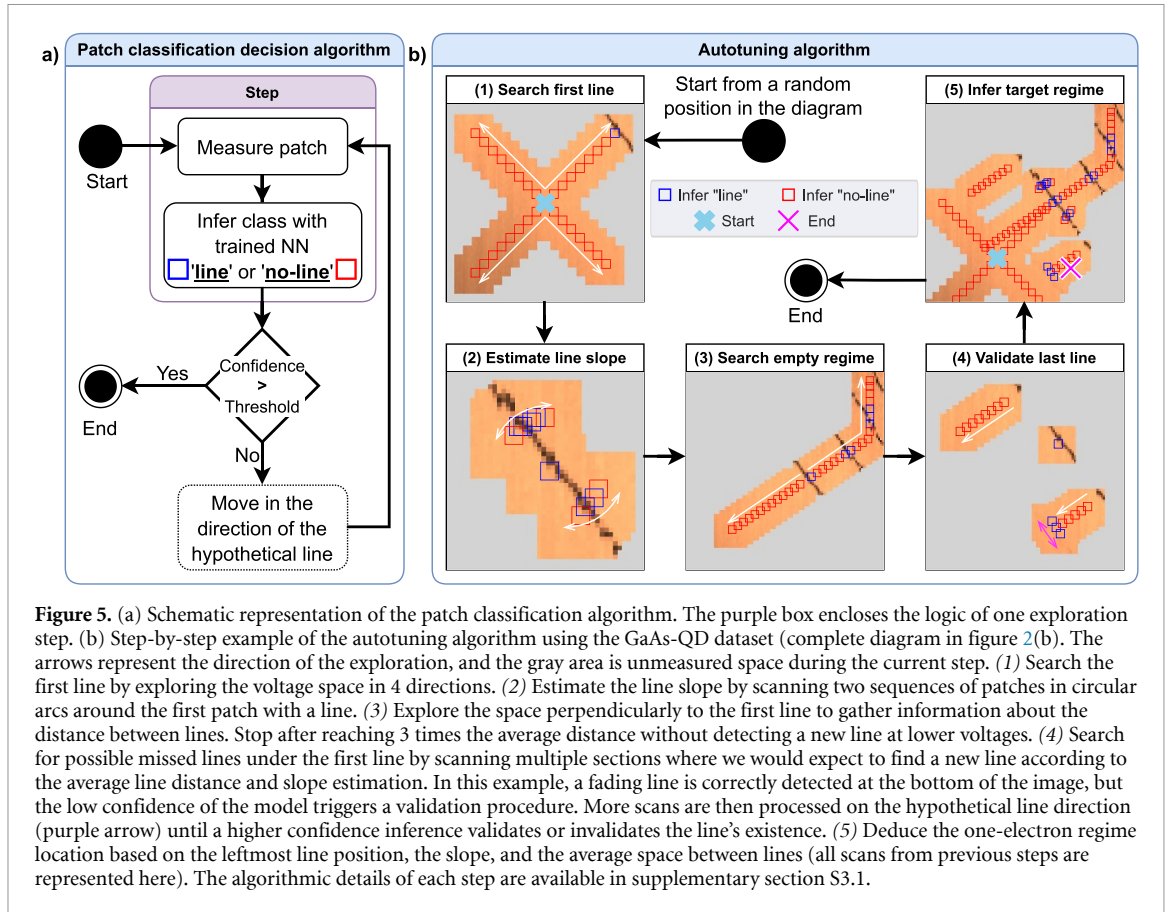 a)
Patch classification decision algorithm
Step
Measure patch
Start
Infer class with
trained NN
'line' or 'no-line'
Confidence
>
Threshold
Yes
End
No
Move in the
direction of the
hypothetical line
b)
Autotuning algorithm
(1) Search first line
Start from a random
position in the diagram
(5) Infer target regime
Infer "line"
Infer "no-line"
Start
End
End
(2) Estimate line slope
(3) Search empty regime
(4) Validate last line
Figure 5. (a) Schematic representation of the patch classification algorithm. The purple box encloses the logic of one exploration
step. (b) Step-by-step example of the autotuning algorithm using the GaAs-QD dataset (complete diagram in figure 2(b). The
arrows represent the direction of the exploration, and the gray area is unmeasured space during the current step. (1) Search the
first line by exploring the voltage space in 4 directions. (2) Estimate the line slope by scanning two sequences of patches in circular
arcs around the first patch with a line. (3) Explore the space perpendicularly to the first line to gather information about the
distance between lines. Stop after reaching 3 times the average distance without detecting a new line at lower voltages. (4) Search
for possible missed lines under the first line by scanning multiple sections where we would expect to find a new line according to
the average line distance and slope estimation. In this example, a fading line is correctly detected at the bottom of the image, but
the low confidence of the model triggers a validation procedure. More scans are then processed on the hypothetical line direction
(purple arrow) until a higher confidence inference validates or invalidates the line's existence. (5) Deduce the one-electron regime
location based on the leftmost line position, the slope, and the average space between lines (all scans from previous steps are
represented here). The algorithmic details of each step are available in supplementary section S3.1.